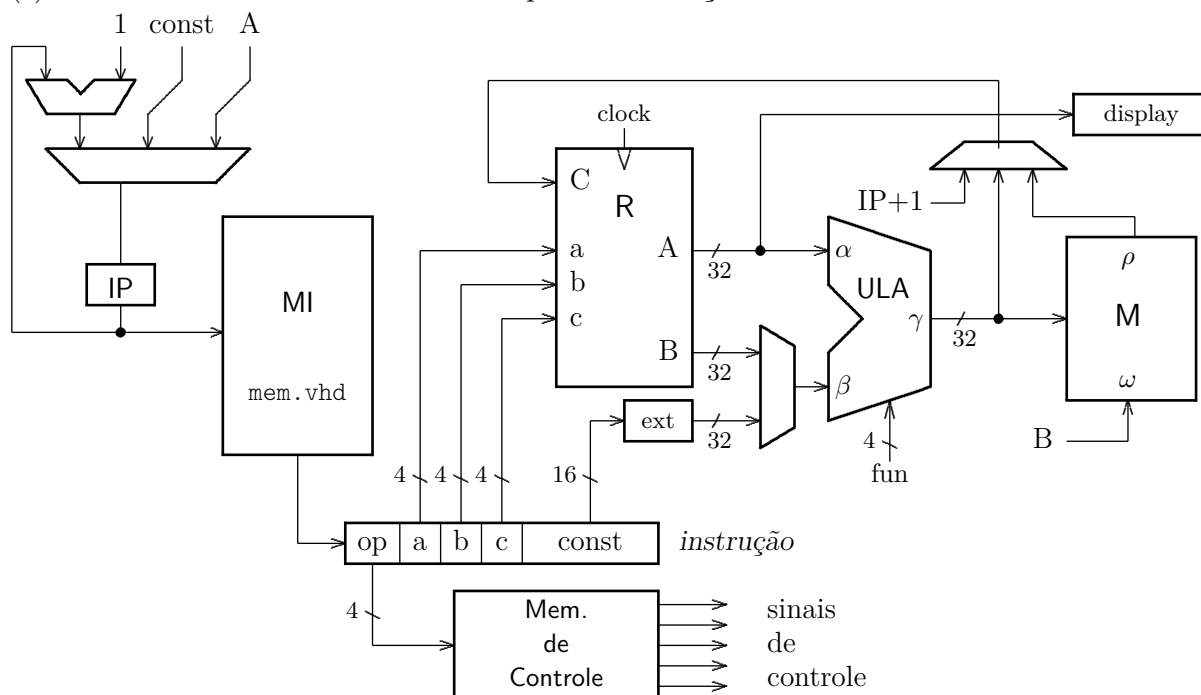 1 const A
clock
display
C
R
IP+1
a
A
32
α
ULA
ρ
IP
MI
b
c
γ
32
M
B
32
mem.vhd
β
ω
ext
32
B
4
4 4 4 16
fun
op a b c const instrução
4
Mem.
de
Controle
sinais
de
controle